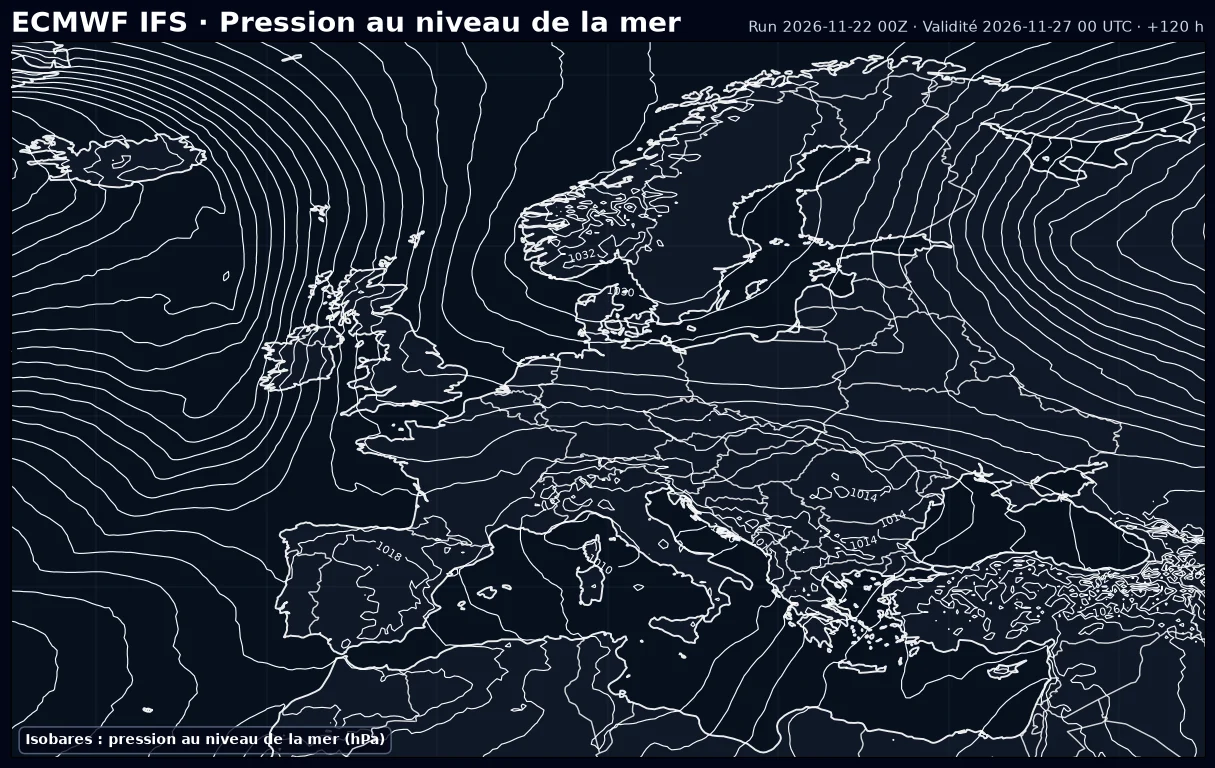 ECMWF IFS · Pression au niveau de la mer
Run 2026-11-22 00Z · Validité 2026-11-27 00 UTC · +120 h
1032
1018
1014
1014
1014
Isobares : pression au niveau de la mer (hPa)